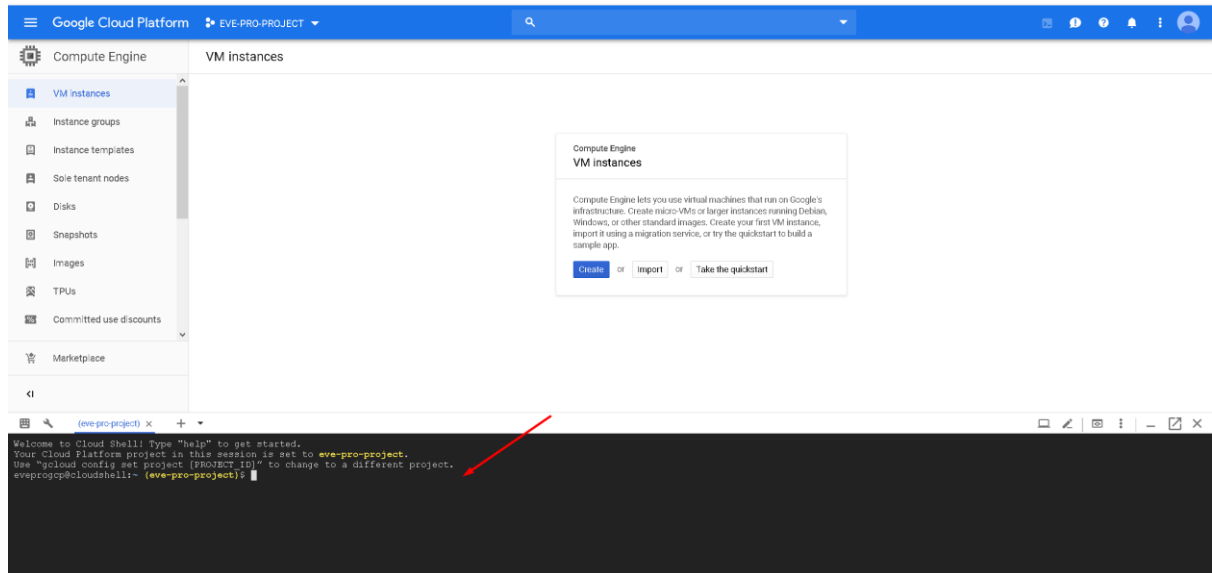 Google Cloud Platform
EVE-PRO-PROJECT
Compute Engine
VM instances
VM instances
Instance groups
Instance templates
Sole tenant nodes
Disks
Snapshots
Images
TPUs
Committed use discounts
Marketplace
Compute Engine
VM instances
Compute Engine lets you use virtual machines that run on Google's
infrastructure. Create micro-VMs or larger instances running Debian,
Windows, or other standard images. Create your first VM instance,
import it using a migration service, or try the quickstart to build a
sample app.
Create or Import or Take the quickstart
(eve-pro-project) × +
Welcome to Cloud Shell! Type "help" to get started.
Your Cloud Platform project in this session is set to eve-pro-project.
Use "gcloud config set project [PROJECT_ID]" to change to a different project.
eveprogcp@cloudshell:~ (eve-pro-project)$